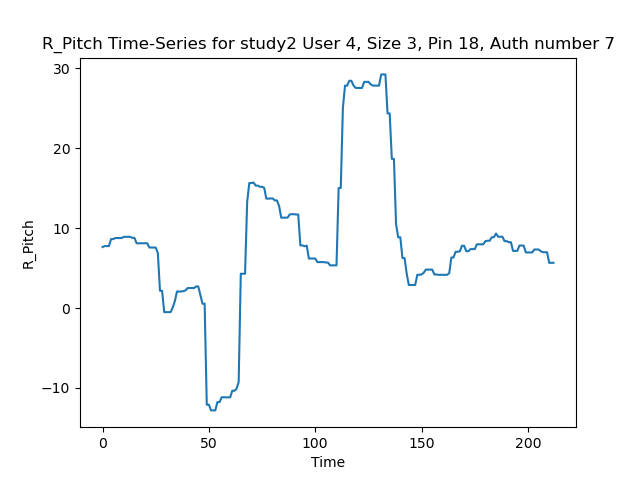 R_Pitch Time-Series for study2 User 4, Size 3, Pin 18, Auth number 7
R_Pitch
30
20
10
0
−10
0 50 100 150 200
Time